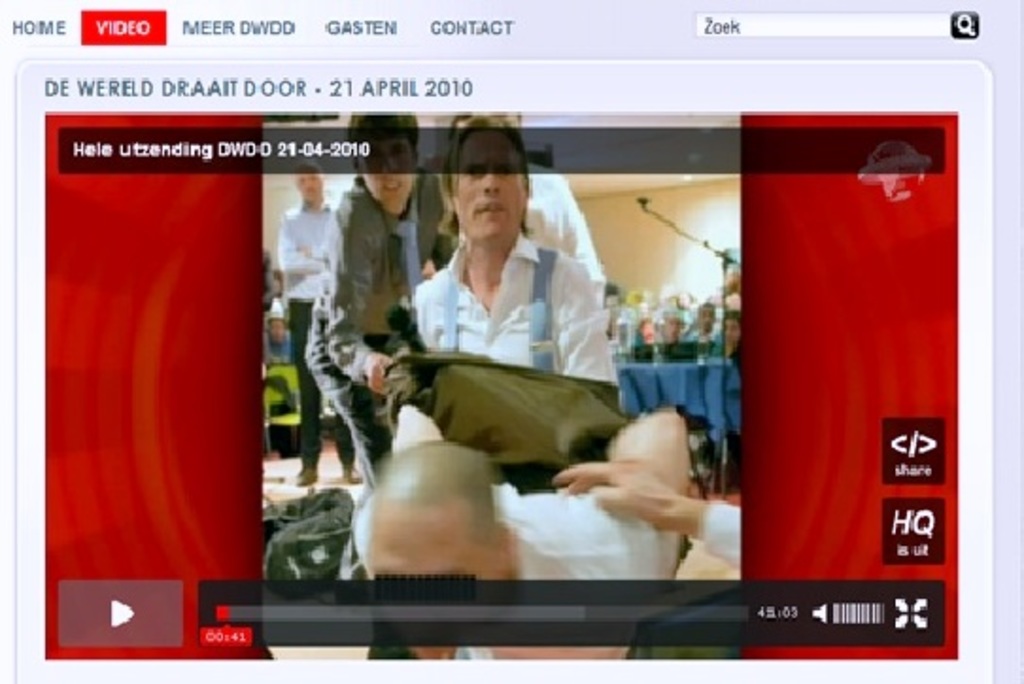 HOME VIDEO MEER DWDD GASTEN CONTACT Zoek
DE WERELD DRAAIT DOOR • 21 APRIL 2010
Hele uitzending DWDD 21-04-2010
</> share
HQ is uit
00:41
45:03